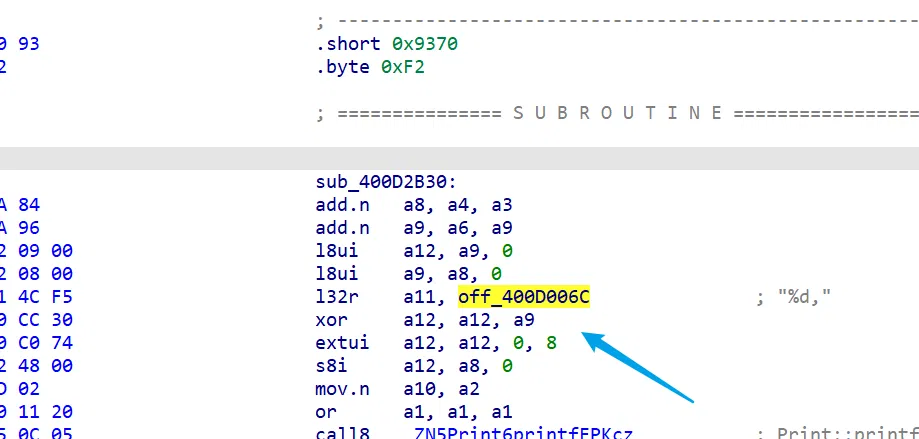 ; -----------------------------------------------------
0 93 .short 0x9370
2 .byte 0xF2
; =============== S U B R O U T I N E =================
sub_400D2B30:
A 84 add.n a8, a4, a3
A 96 add.n a9, a6, a9
2 09 00 l8ui a12, a9, 0
2 08 00 l8ui a9, a8, 0
1 4C F5 l32r a11, off_400D006C ; "%d,"
0 CC 30 xor a12, a12, a9
0 C0 74 extui a12, a12, 0, 8
2 48 00 s8i a12, a8, 0
D 02 mov.n a10, a2
0 11 20 or a1, a1, a1
5 0C 05 call8 _ZN5Print6printfEPKcz ; Print::printf